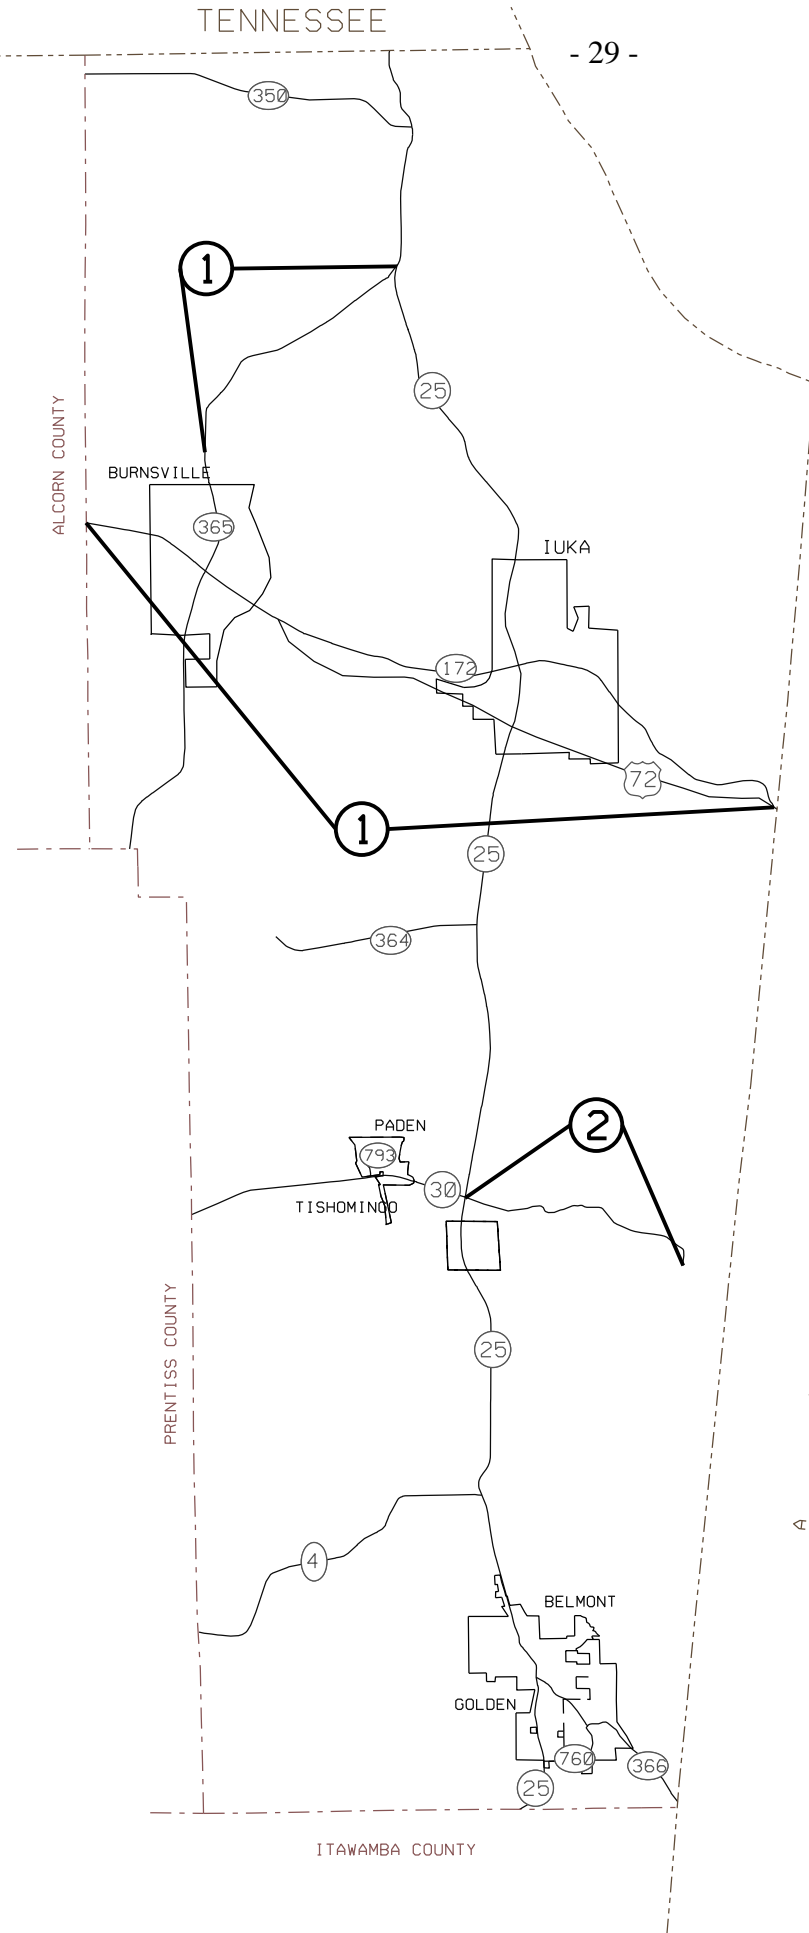 TENNESSEE
- 29 -
350
1
25
ALCORN COUNTY
BURNSVILLE
365
IUKA
172
72
1
25
364
PADEN
2
793
30
TISHOMINGO
25
PRENTISS COUNTY
A
4
BELMONT
GOLDEN
760
366
25
ITAWAMBA COUNTY